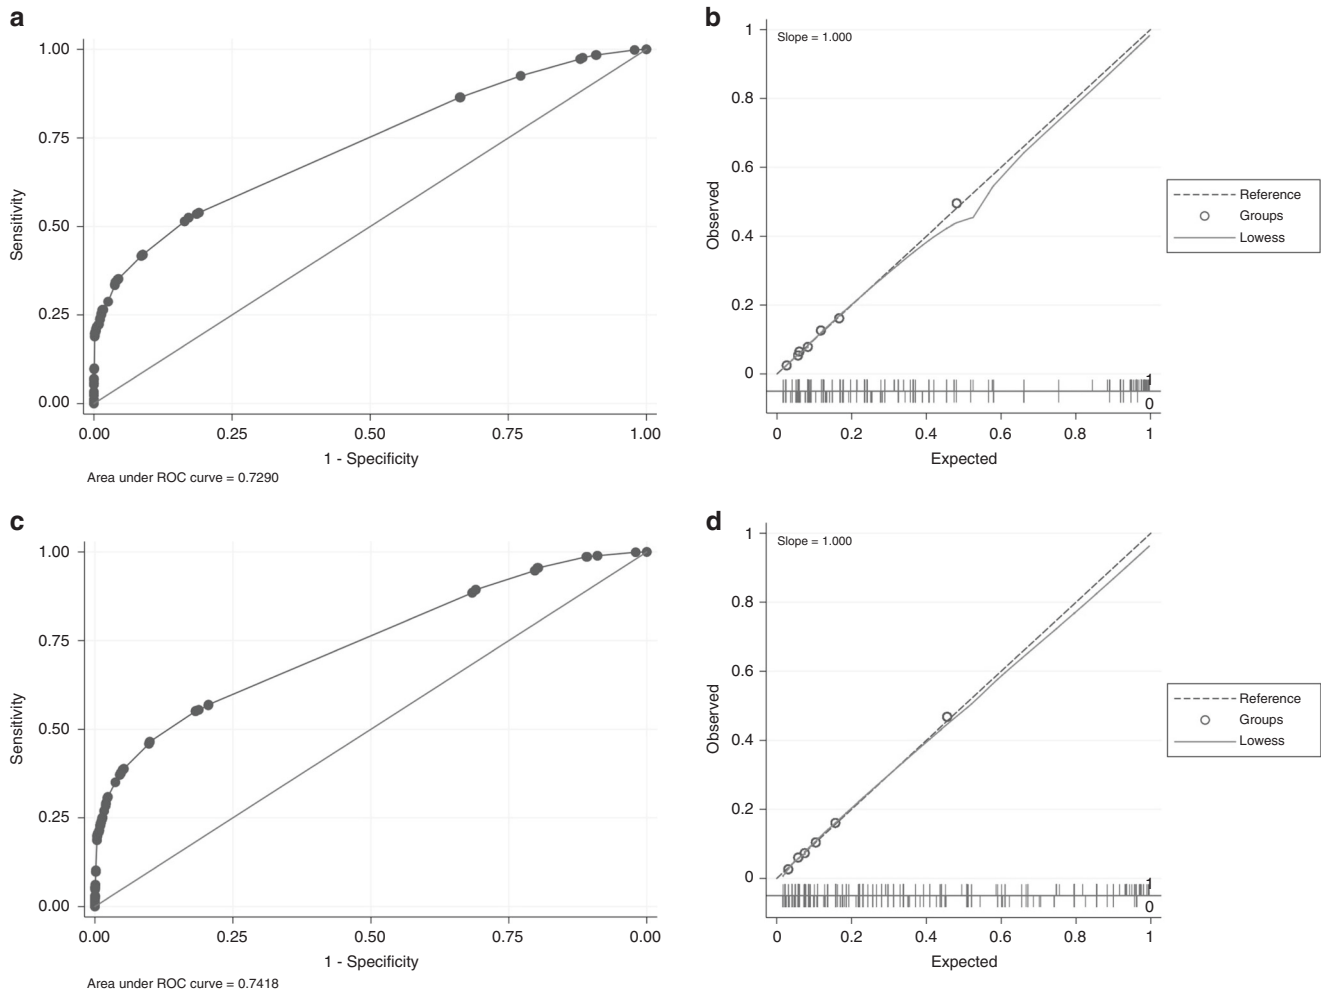 a
1.00
0.75
0.50
0.25
0.00
Sensitivity
0.00 0.25 0.50 0.75 1.00
1 - Specificity
Area under ROC curve = 0.7290
b
Slope = 1.000
1
0.8
0.6
0.4
0.2
0
Observed
1
0
0 0.2 0.4 0.6 0.8 1
Expected
Reference
Groups
Lowess
c
1.00
0.75
0.50
0.25
0.00
Sensitivity
0.00 0.25 0.50 0.75 0.00
1 - Specificity
Area under ROC curve = 0.7418
d
Slope = 1.000
1
0.8
0.6
0.4
0.2
0
Observed
1
0
0 0.2 0.4 0.6 0.8 1
Expected
Reference
Groups
Lowess